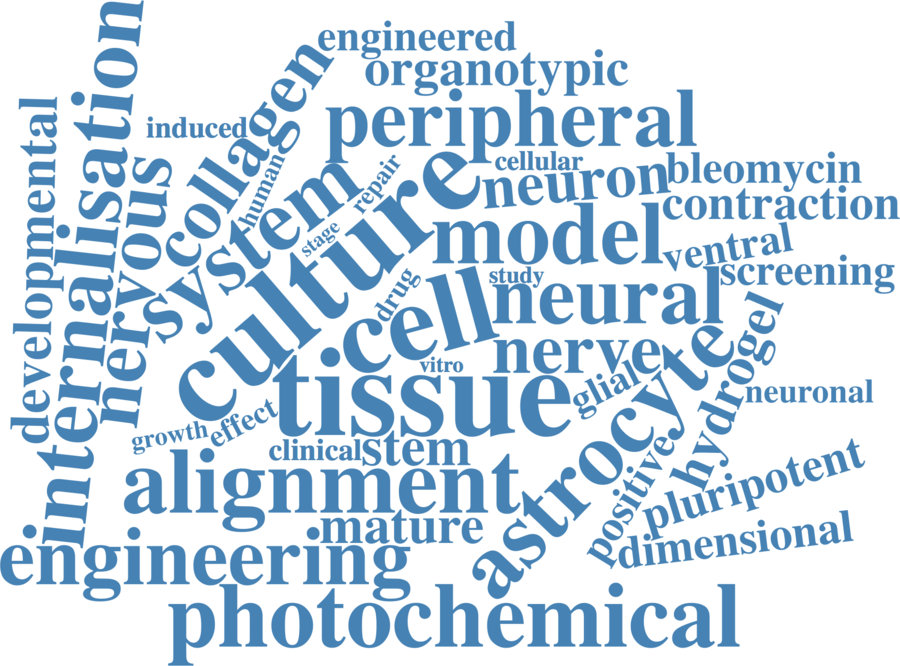 engineered
organotypic
peripheral
internalisation
developmental
induced
collagen
nervous
human
system
repair
stage
culture
cellular
neuron
bleomycin
model
contraction
ventral
screening
study
drug
cell
neural
nerve
hydrogel
vitro
tissue
glial
astrocyte
neuronal
growth
effect
clinical
stem
alignment
positive
pluripotent
mature
dimensional
engineering
photochemical